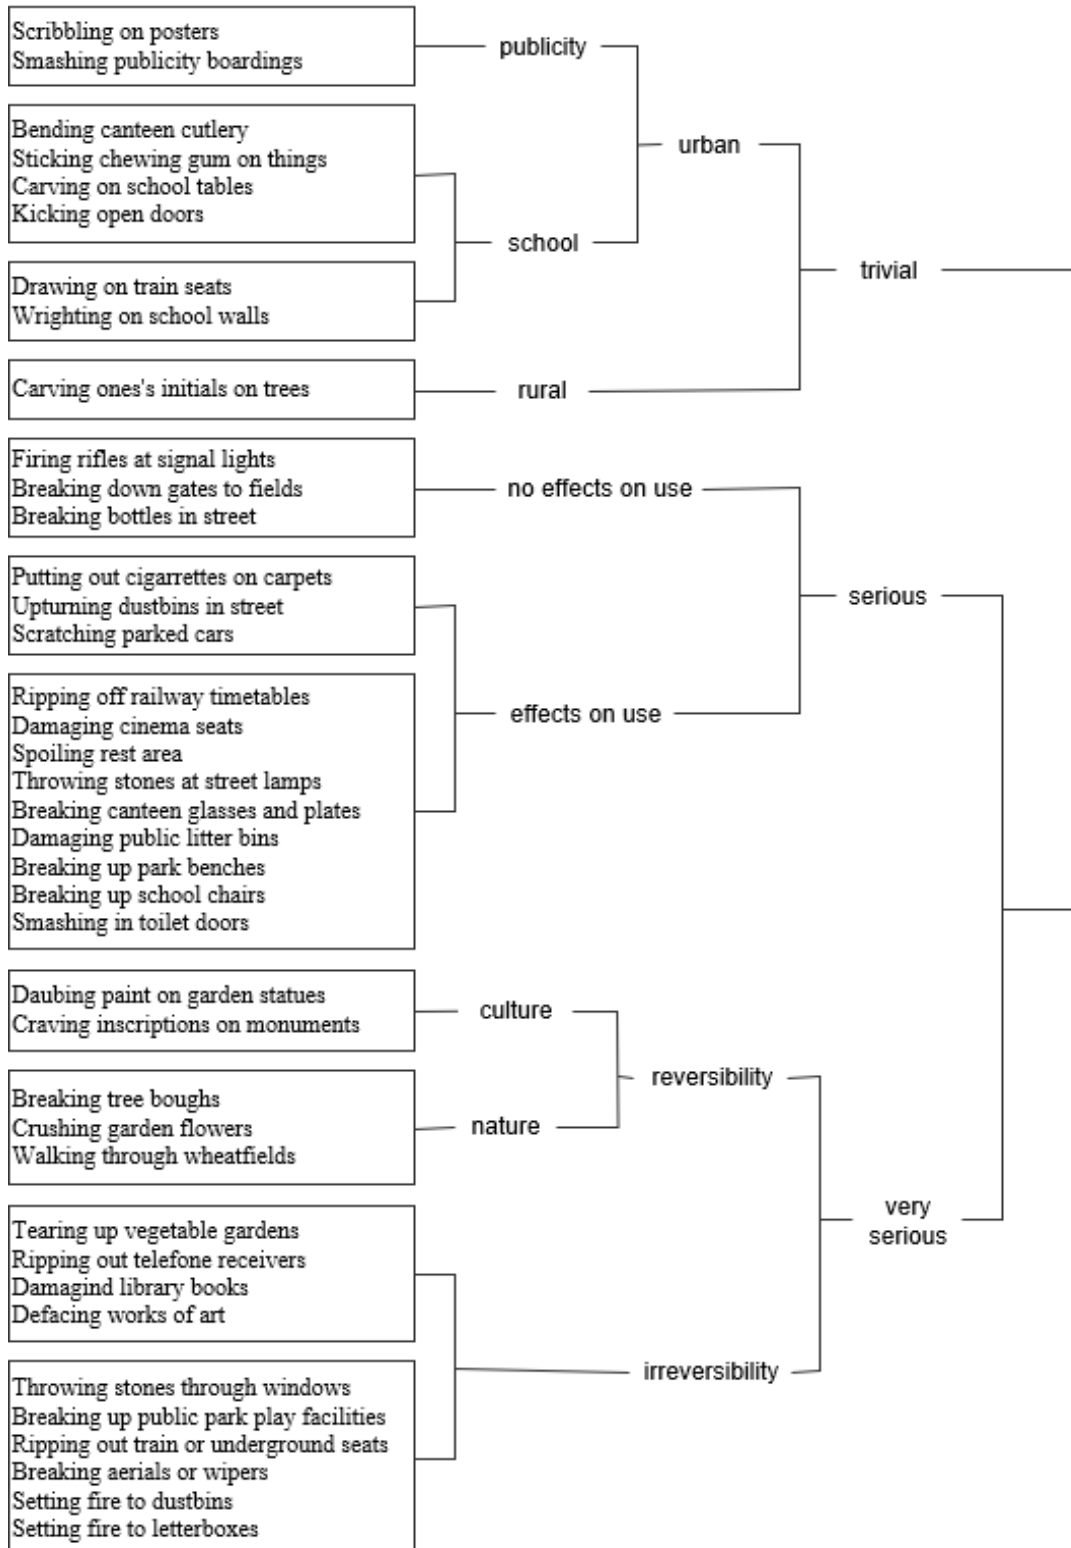 Scribbling on posters
Smashing publicity boardings
publicity
Bending canteen cutlery
Sticking chewing gum on things
Carving on school tables
Kicking open doors
urban
school
Drawing on train seats
Wrighting on school walls
trivial
Carving ones's initials on trees
rural
Firing rifles at signal lights
Breaking down gates to fields
Breaking bottles in street
no effects on use
Putting out cigarrettes on carpets
Upturning dustbins in street
Scratching parked cars
serious
Ripping off railway timetables
Damaging cinema seats
Spoiling rest area
Throwing stones at street lamps
Breaking canteen glasses and plates
Damaging public litter bins
Breaking up park benches
Breaking up school chairs
Smashing in toilet doors
effects on use
Daubing paint on garden statues
Craving inscriptions on monuments
culture
reversibility
Breaking tree boughs
Crushing garden flowers
Walking through wheatfields
nature
Tearing up vegetable gardens
Ripping out telefone receivers
Damagind library books
Defacing works of art
very
serious
irreversibility
Throwing stones through windows
Breaking up public park play facilities
Ripping out train or underground seats
Breaking aerials or wipers
Setting fire to dustbins
Setting fire to letterboxes